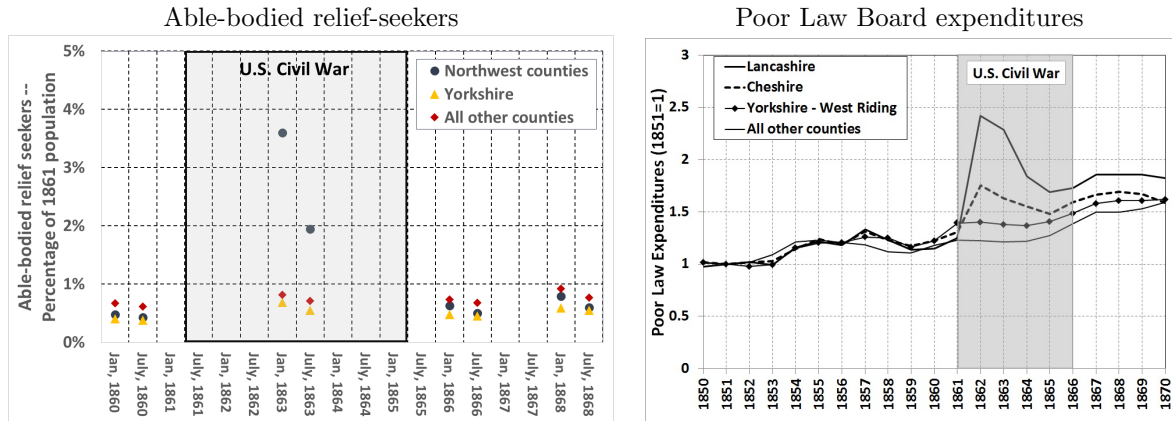 Able-bodied relief-seekers
Able-bodied relief seekers --
Percentage of 1861 population
5%
4%
3%
2%
1%
0%
U.S. Civil War
Northwest counties
Yorkshire
All other counties
Jan, 1860
July, 1860
Jan, 1861
July, 1861
Jan, 1862
July, 1862
Jan, 1863
July, 1863
Jan, 1864
July, 1864
Jan, 1865
July, 1865
Jan, 1866
July, 1866
Jan, 1867
July, 1867
Jan, 1868
July, 1868
Poor Law Board expenditures
Poor Law Expenditures (1851=1)
3
2.5
2
1.5
1
0.5
0
Lancashire
Cheshire
Yorkshire - West Riding
All other counties
U.S. Civil War
1850
1851
1852
1853
1854
1855
1856
1857
1858
1859
1860
1861
1862
1863
1864
1865
1866
1867
1868
1869
1870